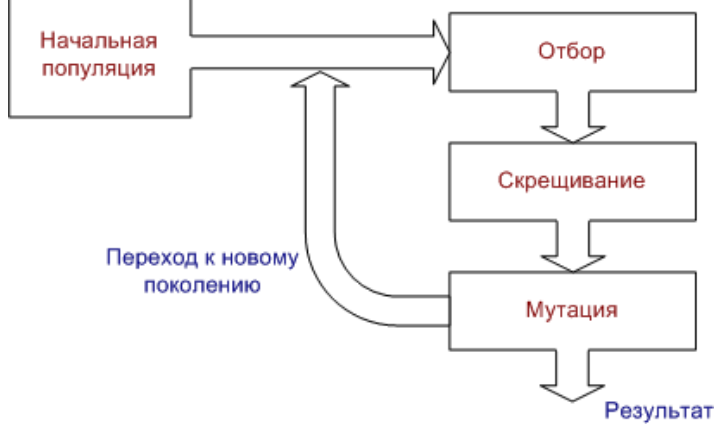 Начальная
популяция
Отбор
Скрещивание
Переход к новому
поколению
Мутация
Результат